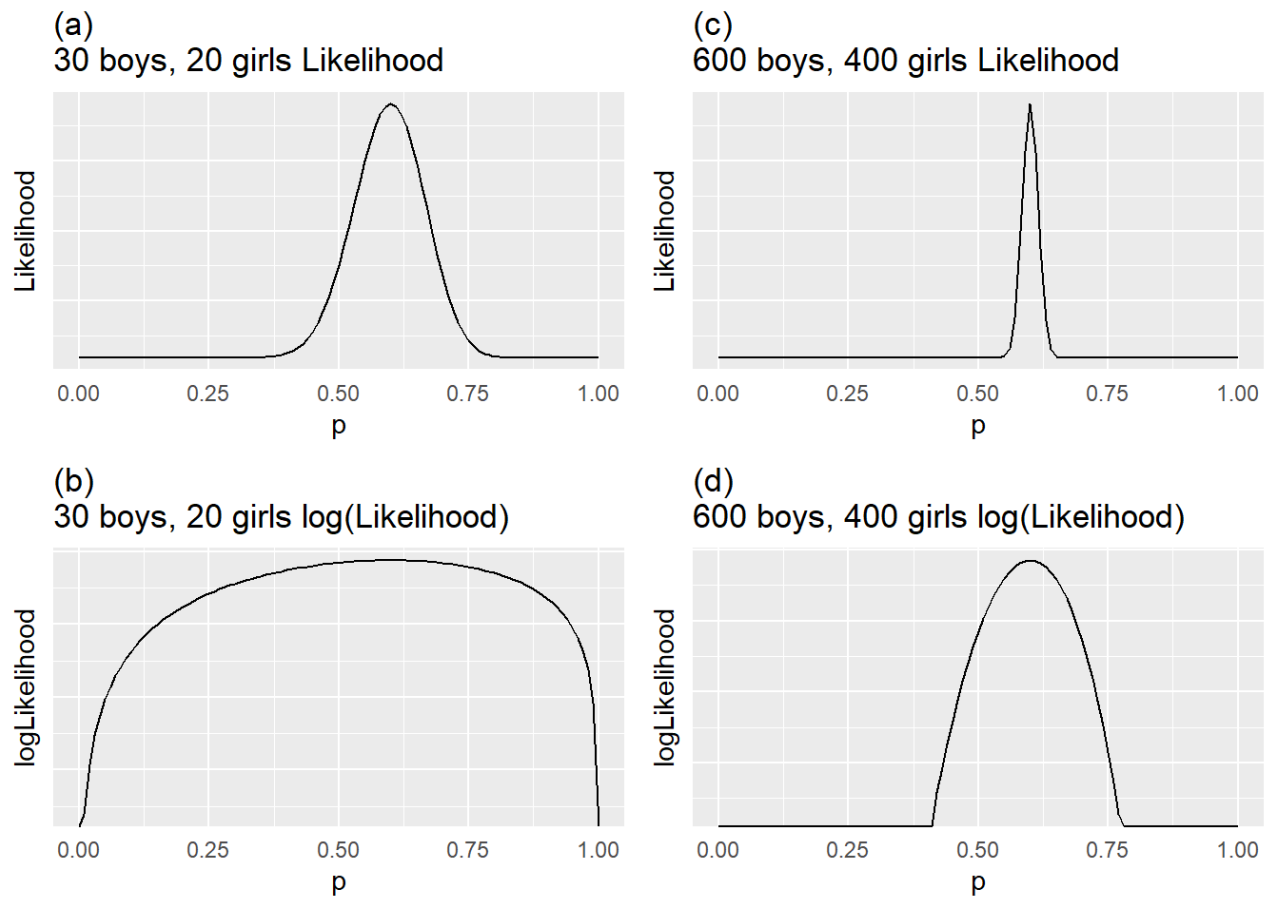 (a)
30 boys, 20 girls Likelihood
Likelihood
0.00 0.25 0.50 0.75 1.00
p
(c)
600 boys, 400 girls Likelihood
Likelihood
0.00 0.25 0.50 0.75 1.00
p
(b)
30 boys, 20 girls log(Likelihood)
logLikelihood
0.00 0.25 0.50 0.75 1.00
p
(d)
600 boys, 400 girls log(Likelihood)
logLikelihood
0.00 0.25 0.50 0.75 1.00
p